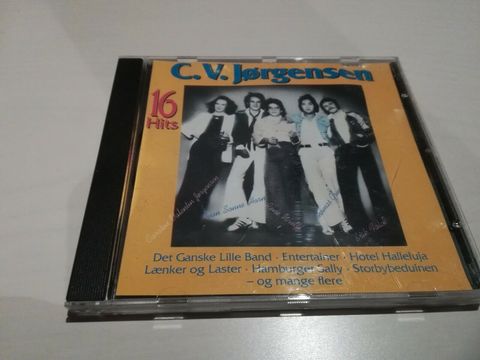 C.V. Jørgensen
16
Hits
Det Ganske Lille Band · Entertainer · Hotel Halleluja
Lænker og Laster · Hamburger Sally · Storbybeduinen
– og mange flere